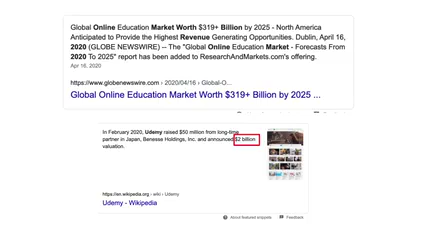 Global Online Education Market Worth $319+ Billion by 2025 - North America
Anticipated to Provide the Highest Revenue Generating Opportunities. Dublin, April 16,
2020 (GLOBE NEWSWIRE) -- The "Global Online Education Market - Forecasts From
2020 To 2025" report has been added to ResearchAndMarkets.com's offering.
Apr 16, 2020
https://www.globenewswire.com › 2020/04/16 › Global-O...
Global Online Education Market Worth $319+ Billion by 2025 ...
In February 2020, Udemy raised $50 million from long-time
partner in Japan, Benesse Holdings, Inc. and announced $2 billion
valuation.
https://en.wikipedia.org › wiki › Udemy
Udemy - Wikipedia
About featured snippets
Feedback